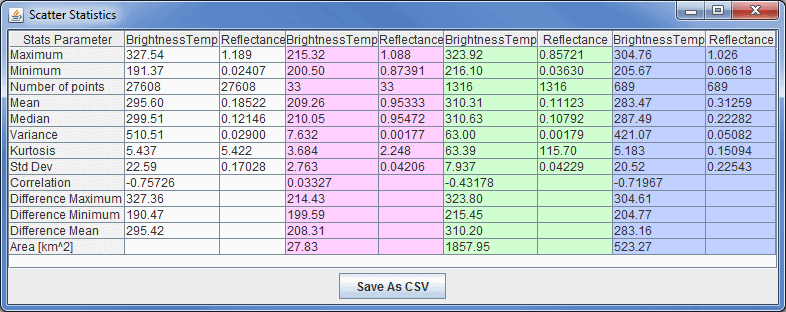 Scatter Statistics
Stats Parameter BrightnessTemp Reflectance BrightnessTemp Reflectance BrightnessTemp Reflectance BrightnessTemp Reflectance
Maximum 327.54 1.189 215.32 1.088 323.92 0.85721 304.76 1.026
Minimum 191.37 0.02407 200.50 0.87391 216.10 0.03630 205.67 0.06618
Number of points 27608 27608 33 33 1316 1316 689 689
Mean 295.60 0.18522 209.26 0.95333 310.31 0.11123 283.47 0.31259
Median 299.51 0.12146 210.05 0.95472 310.63 0.10792 287.49 0.22282
Variance 510.51 0.02900 7.632 0.00177 63.00 0.00179 421.07 0.05082
Kurtosis 5.437 5.422 3.684 2.248 63.39 115.70 5.183 0.15094
Std Dev 22.59 0.17028 2.763 0.04206 7.937 0.04229 20.52 0.22543
Correlation -0.75726 0.03327 -0.43178 -0.71967
Difference Maximum 327.36 214.43 323.80 304.61
Difference Minimum 190.47 199.59 215.45 204.77
Difference Mean 295.42 208.31 310.20 283.16
Area [km^2] 27.83 1857.95 523.27
Save As CSV